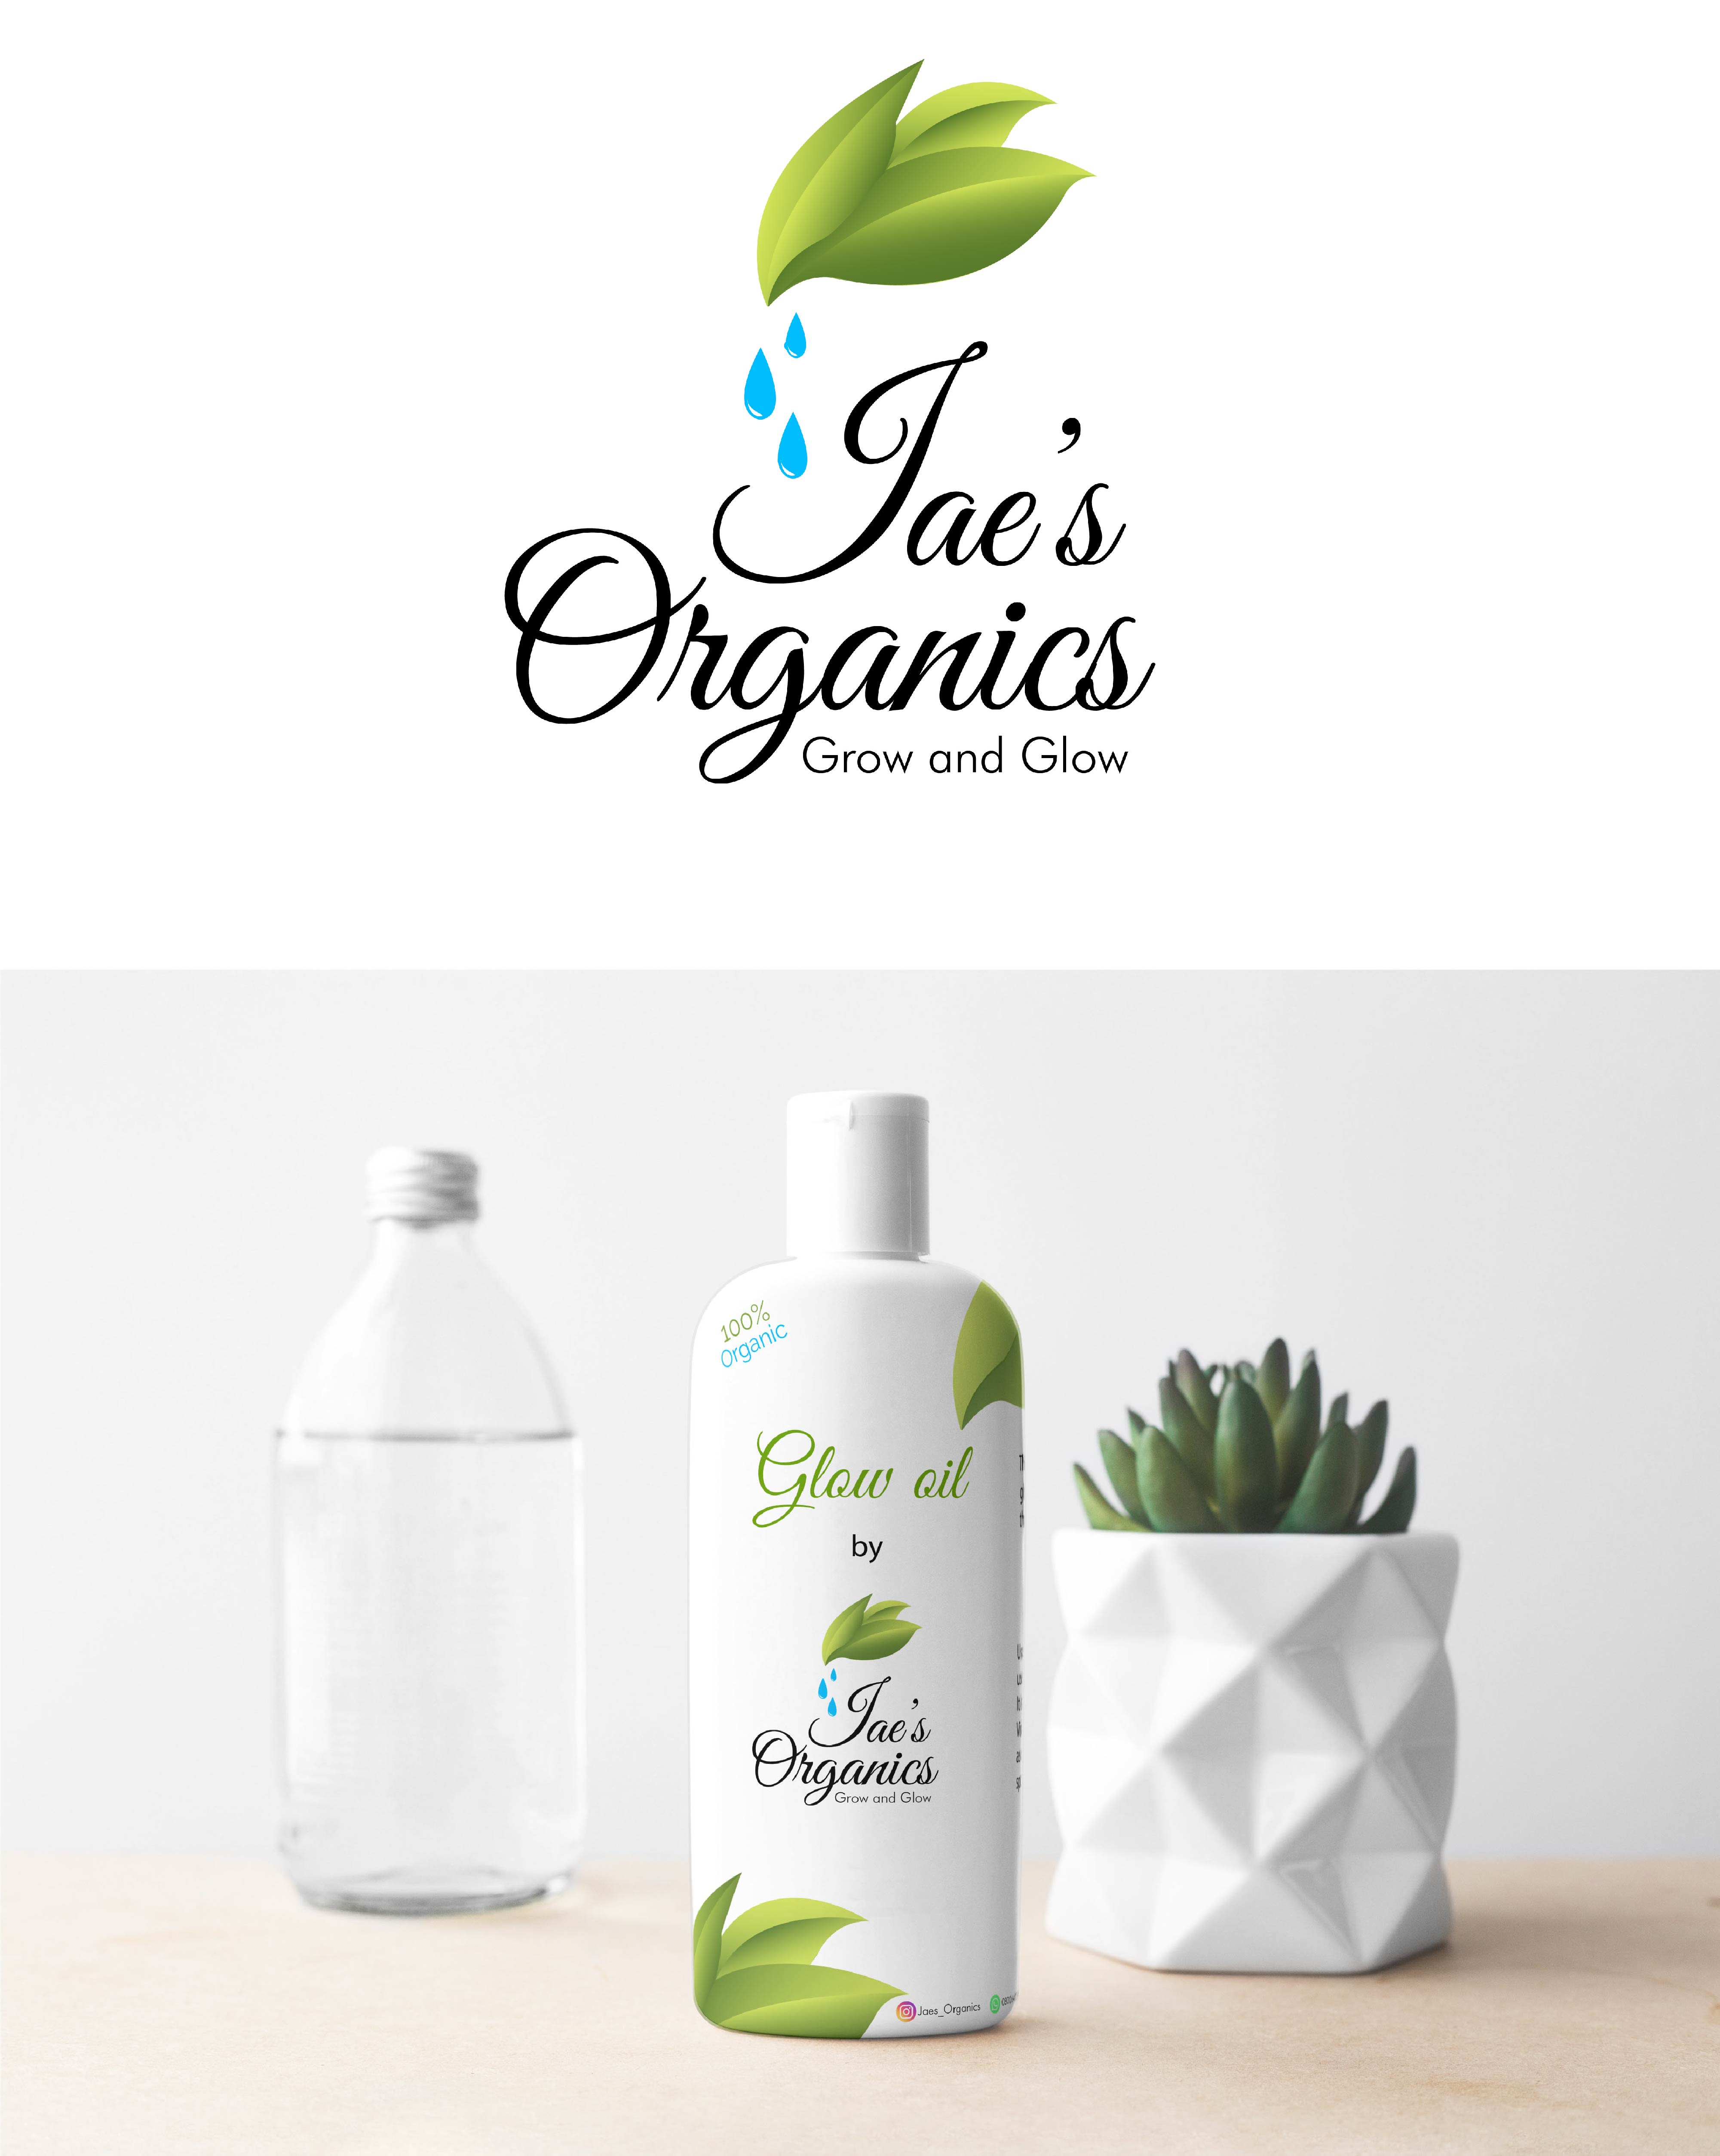 Jae's
Organics
Grow and Glow
100%
Organic
Glow oil
by
Jae's
Organics
Grow and Glow
Jaes_Organics